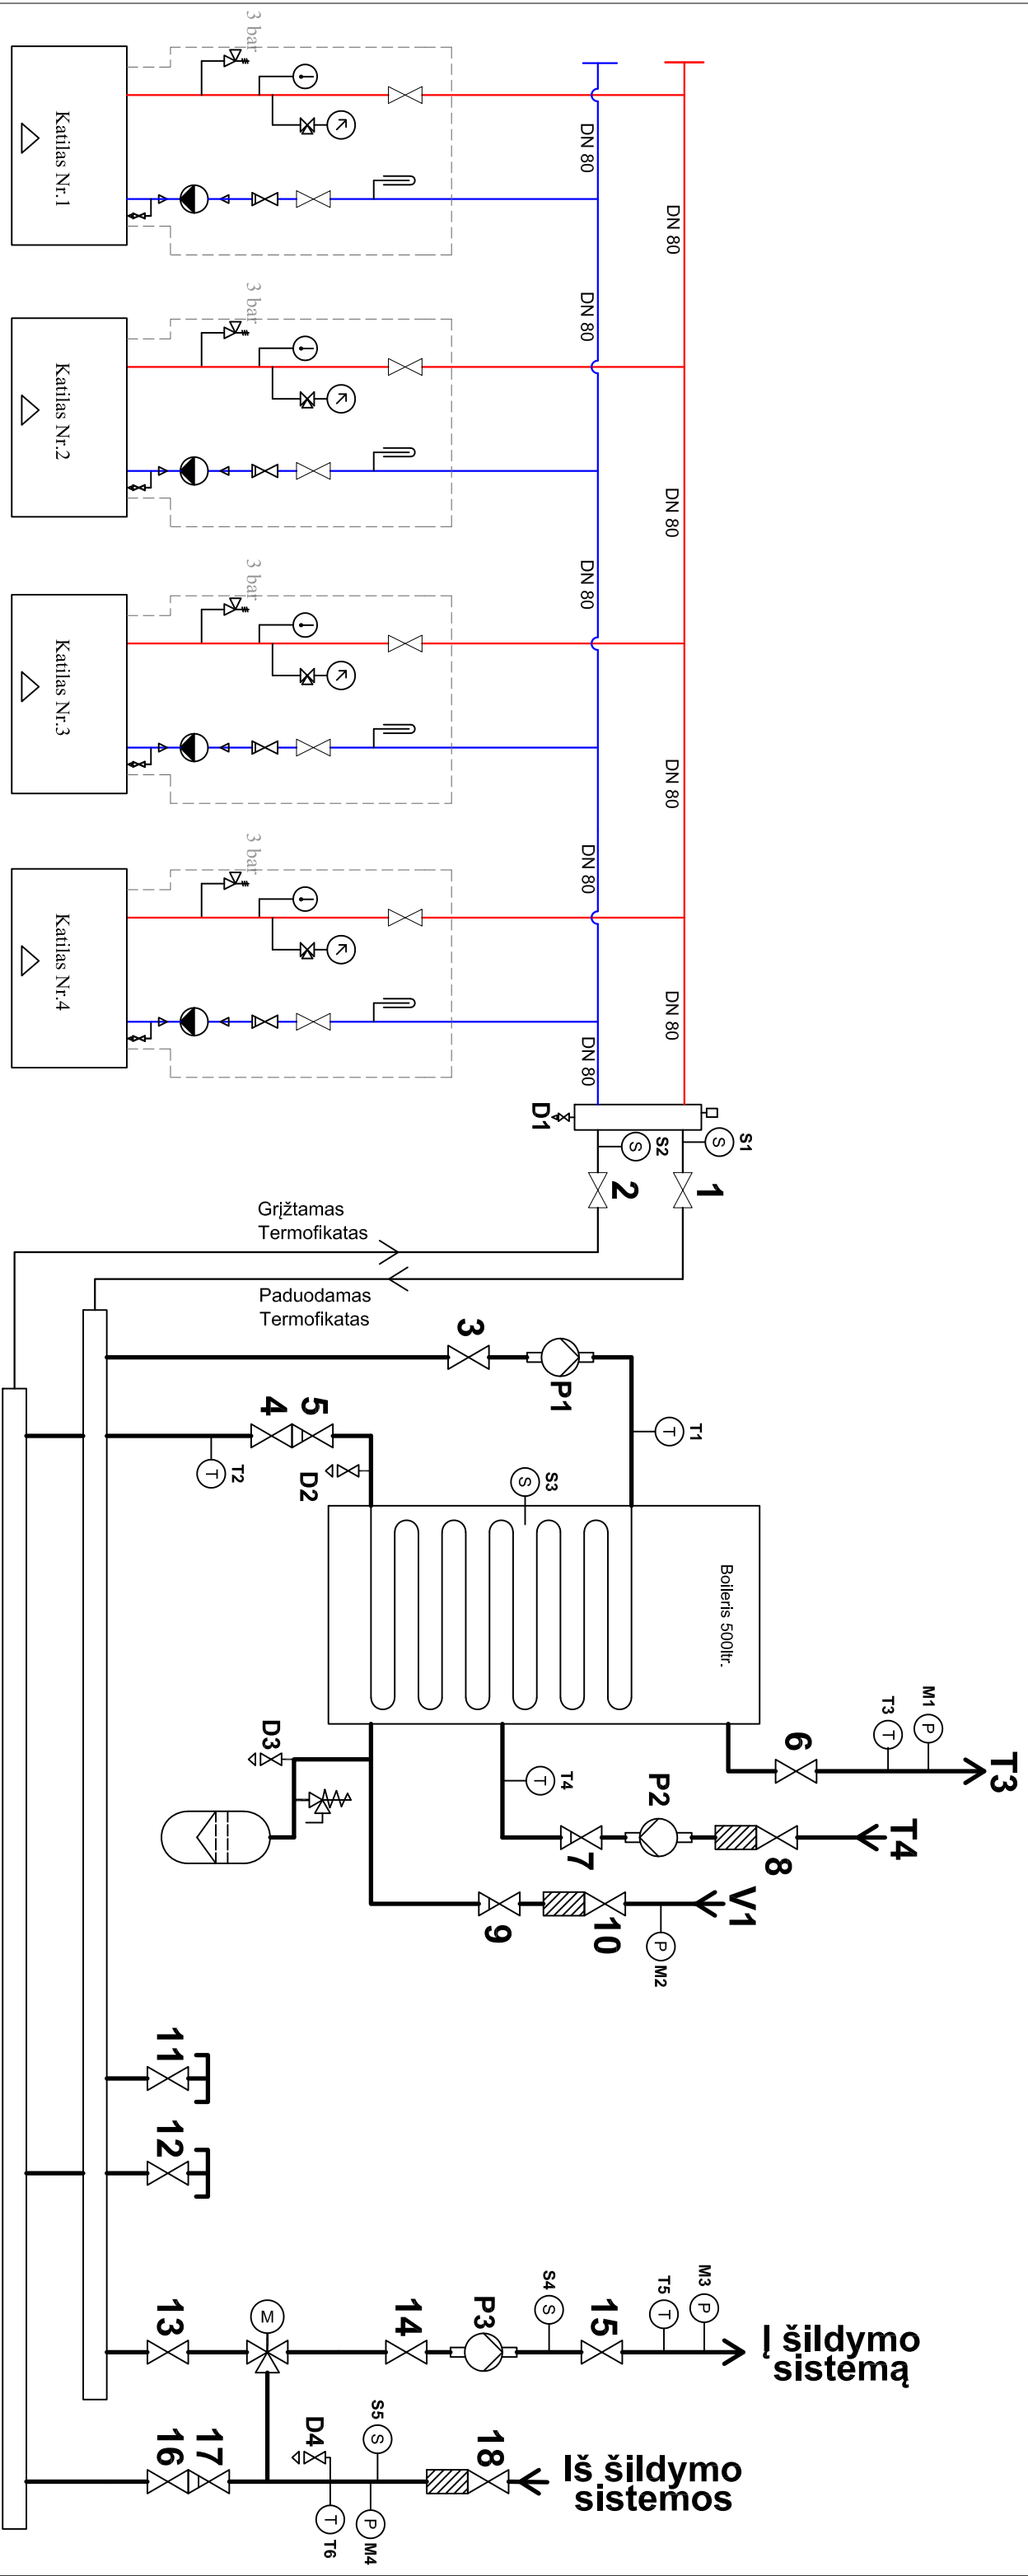 3 bar
Katilas Nr.1
DN 80
DN 80
3 bar
Katilas Nr.2
DN 80
DN 80
3 bar
Katilas Nr.3
DN 80
DN 80
3 bar
Katilas Nr.4
DN 80
DN 80
DN 80
DN 80
D1
S1
S
S2
S
1
2
Grįžtamas
Termofikatas
Paduodamas
Termofikatas
3
P1
T1
T
4
5
T2
T
D2
S3
S
Boileris 500ltr.
M1
P
T3
T
T3
6
T4
T
P2
7
8
T4
D3
9
10
V1
P
M2
11
12
13
M
14
P3
S4
S
15
T5
T
M3
P
Į šildymo
sistemą
16
17
D4
S5
S
T
T6
P
M4
18
Iš šildymo
sistemos